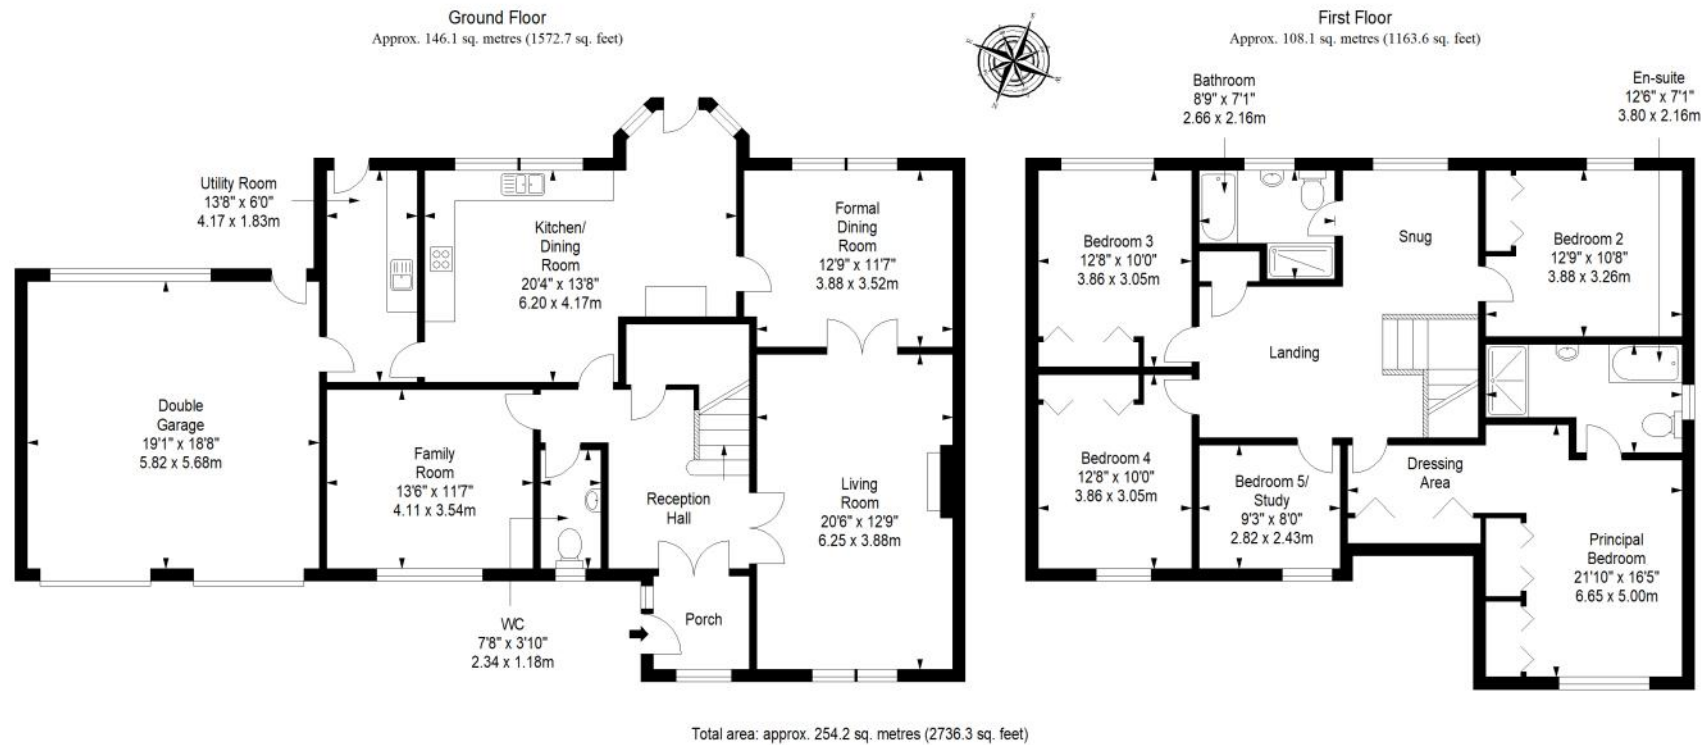 Ground Floor
Approx. 146.1 sq. metres (1572.7 sq. feet)
First Floor
Approx. 108.1 sq. metres (1163.6 sq. feet)
Utility Room
13'8" x 6'0"
4.17 x 1.83m
Kitchen/
Dining
Room
20'4" x 13'8"
6.20 x 4.17m
Formal
Dining
Room
12'9" x 11'7"
3.88 x 3.52m
Double
Garage
19'1" x 18'8"
5.82 x 5.68m
Family
Room
13'6" x 11'7"
4.11 x 3.54m
Reception
Hall
Living
Room
20'6" x 12'9"
6.25 x 3.88m
WC
7'8" x 3'10"
2.34 x 1.18m
Porch
Bathroom
8'9" x 7'1"
2.66 x 2.16m
En-suite
12'6" x 7'1"
3.80 x 2.16m
Bedroom 3
12'8" x 10'0"
3.86 x 3.05m
Snug
Bedroom 2
12'9" x 10'8"
3.88 x 3.26m
Landing
Bedroom 4
12'8" x 10'0"
3.86 x 3.05m
Bedroom 5/
Study
9'3" x 8'0"
2.82 x 2.43m
Dressing
Area
Principal
Bedroom
21'10" x 16'5"
6.65 x 5.00m
Total area: approx. 254.2 sq. metres (2736.3 sq. feet)